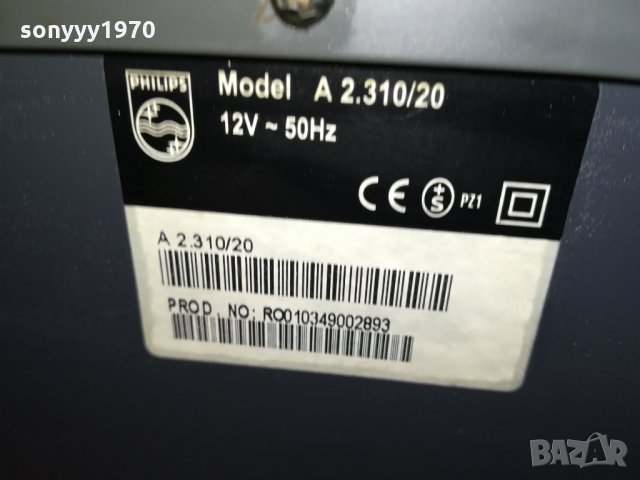 sonyyy1970
PHILIPS
Model A 2.310/20
12V ~ 50Hz
CE S PZ1
A 2.310/20
PROD. NO: RO010349002893
BAZAR